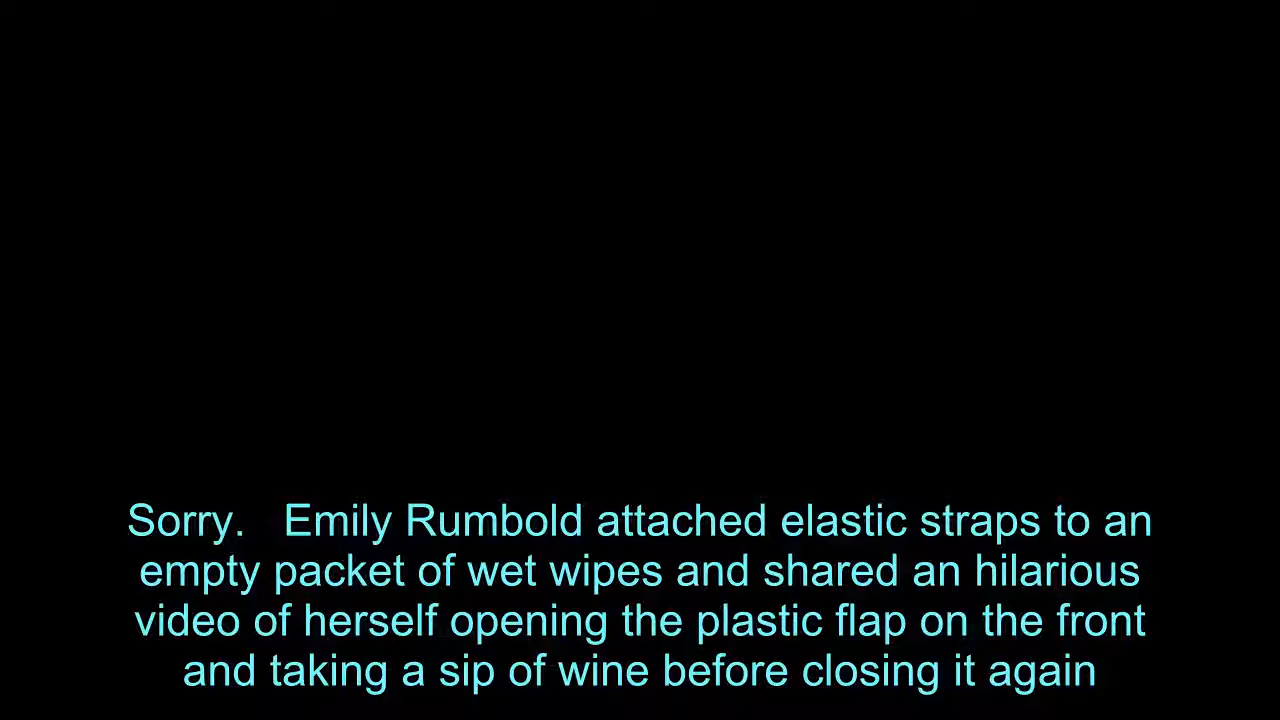 Sorry.   Emily Rumbold attached elastic straps to an
empty packet of wet wipes and shared an hilarious
video of herself opening the plastic flap on the front
and taking a sip of wine before closing it again